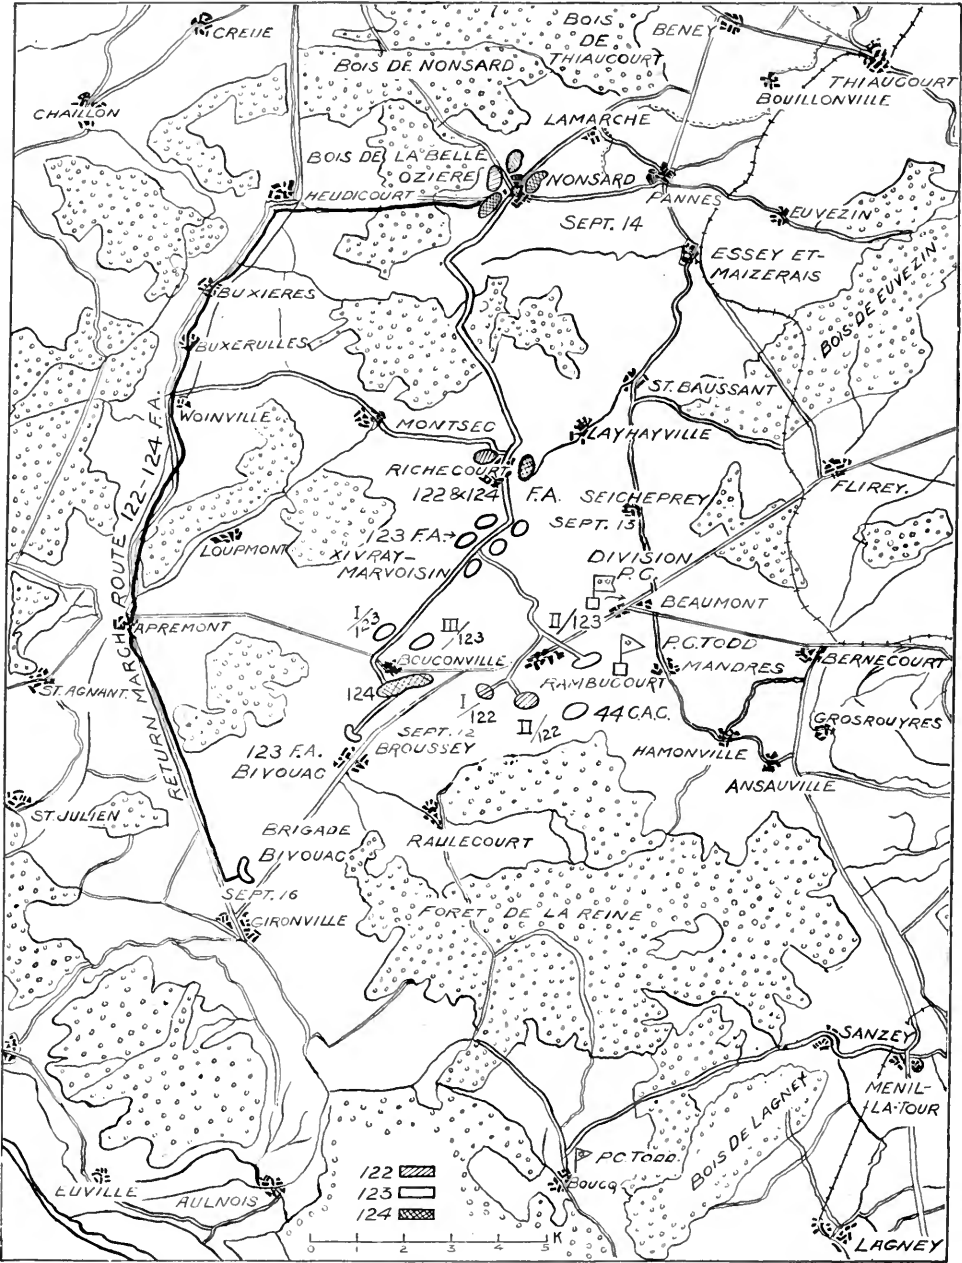 CREUE
BOIS
DE
THIAUCOURT
BENEY
BOIS DE NONSARD
THIAUCOURT
BOUILLONVILLE
CHAILLON
LAMARCHE
BOIS DE LA BELLE
OZIERES
HEUDICOURT
NONSARD
PANNES
SEPT. 14
EUVEZIN
ESSEY ET-
MAIZERAIS
BUXIERES
BOIS DE EUVEZIN
BUXERULLES
ST. BAUSSANT
WOINVILLE
MONTSEC
LAYHAYVILLE
RICHECOURT
122 & 124 F.A.
SEICHEPREY
FLIREY.
SEPT. 13
123 F.A.
LOUPMONT
XIVRAY-
MARVOISIN
DIVISION
P.C.
RETURN MARCH ROUTE 122-124 F.A.
BEAUMONT
APREMONT
I/123
III/123
II/123
P.C. TODD
BOUCONVILLE
MANDRES
BERNECOURT
ST. AGNANT.
124
RAMBUCOURT
I/122
II/122
44 C.A.C.
GROSROUYRES
SEPT. 12
BROUSSEY
123 F.A.
BIVOUAC
HAMONVILLE
ANSAUVILLE
ST. JULIEN
BRIGADE
BIVOUAC
RAULECOURT
SEPT. 16
GIRONVILLE
FORET DE LA REINE
SANZEY
MENIL-
LA-TOUR
BOIS DE LAGNEY
P.C. TODD.
BOUCQ
EUVILLE
AULNOIS
122
123
124
0 1 2 3 4 5 K
LAGNEY